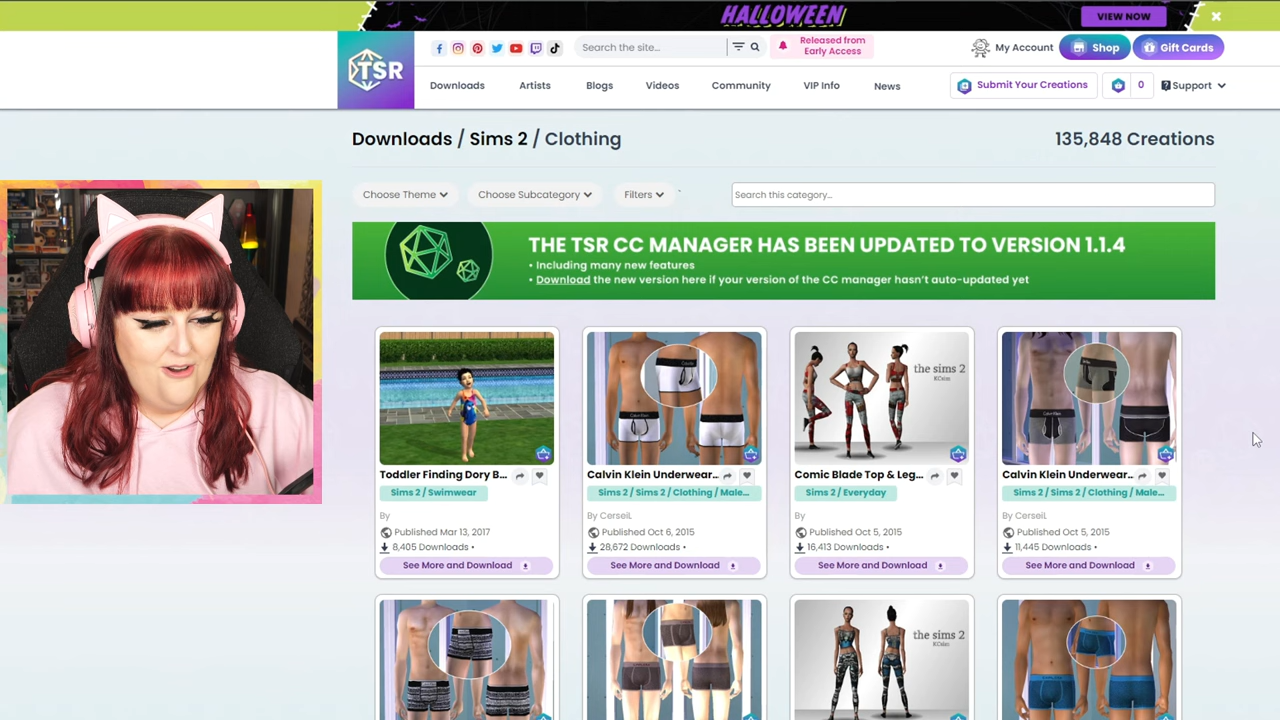 HALLOWEEN
VIEW NOW
TSR
Search the site...
Released from
Early Access
My Account
Shop
Gift Cards
Downloads
Artists
Blogs
Videos
Community
VIP Info
News
Submit Your Creations
0
Support
Downloads / Sims 2 / Clothing
135,848 Creations
Choose Theme
Choose Subcategory
Filters
Search this category...
THE TSR CC MANAGER HAS BEEN UPDATED TO VERSION 1.1.4
• Including many new features
• Download the new version here if your version of the CC manager hasn't auto-updated yet
Toddler Finding Dory B...
Sims 2 / Swimwear
By
Published Mar 13, 2017
8,405 Downloads •
See More and Download
Calvin Klein Underwear...
Sims 2 / Sims 2 / Clothing / Male...
By CerseiL
Published Oct 6, 2015
28,672 Downloads •
See More and Download
the sims 2
Comic Blade Top & Leg...
Sims 2 / Everyday
By
Published Oct 5, 2015
16,413 Downloads •
See More and Download
Calvin Klein
Calvin Klein Underwear...
Sims 2 / Sims 2 / Clothing / Male...
By CerseiL
Published Oct 5, 2015
11,445 Downloads •
See More and Download
the sims 2